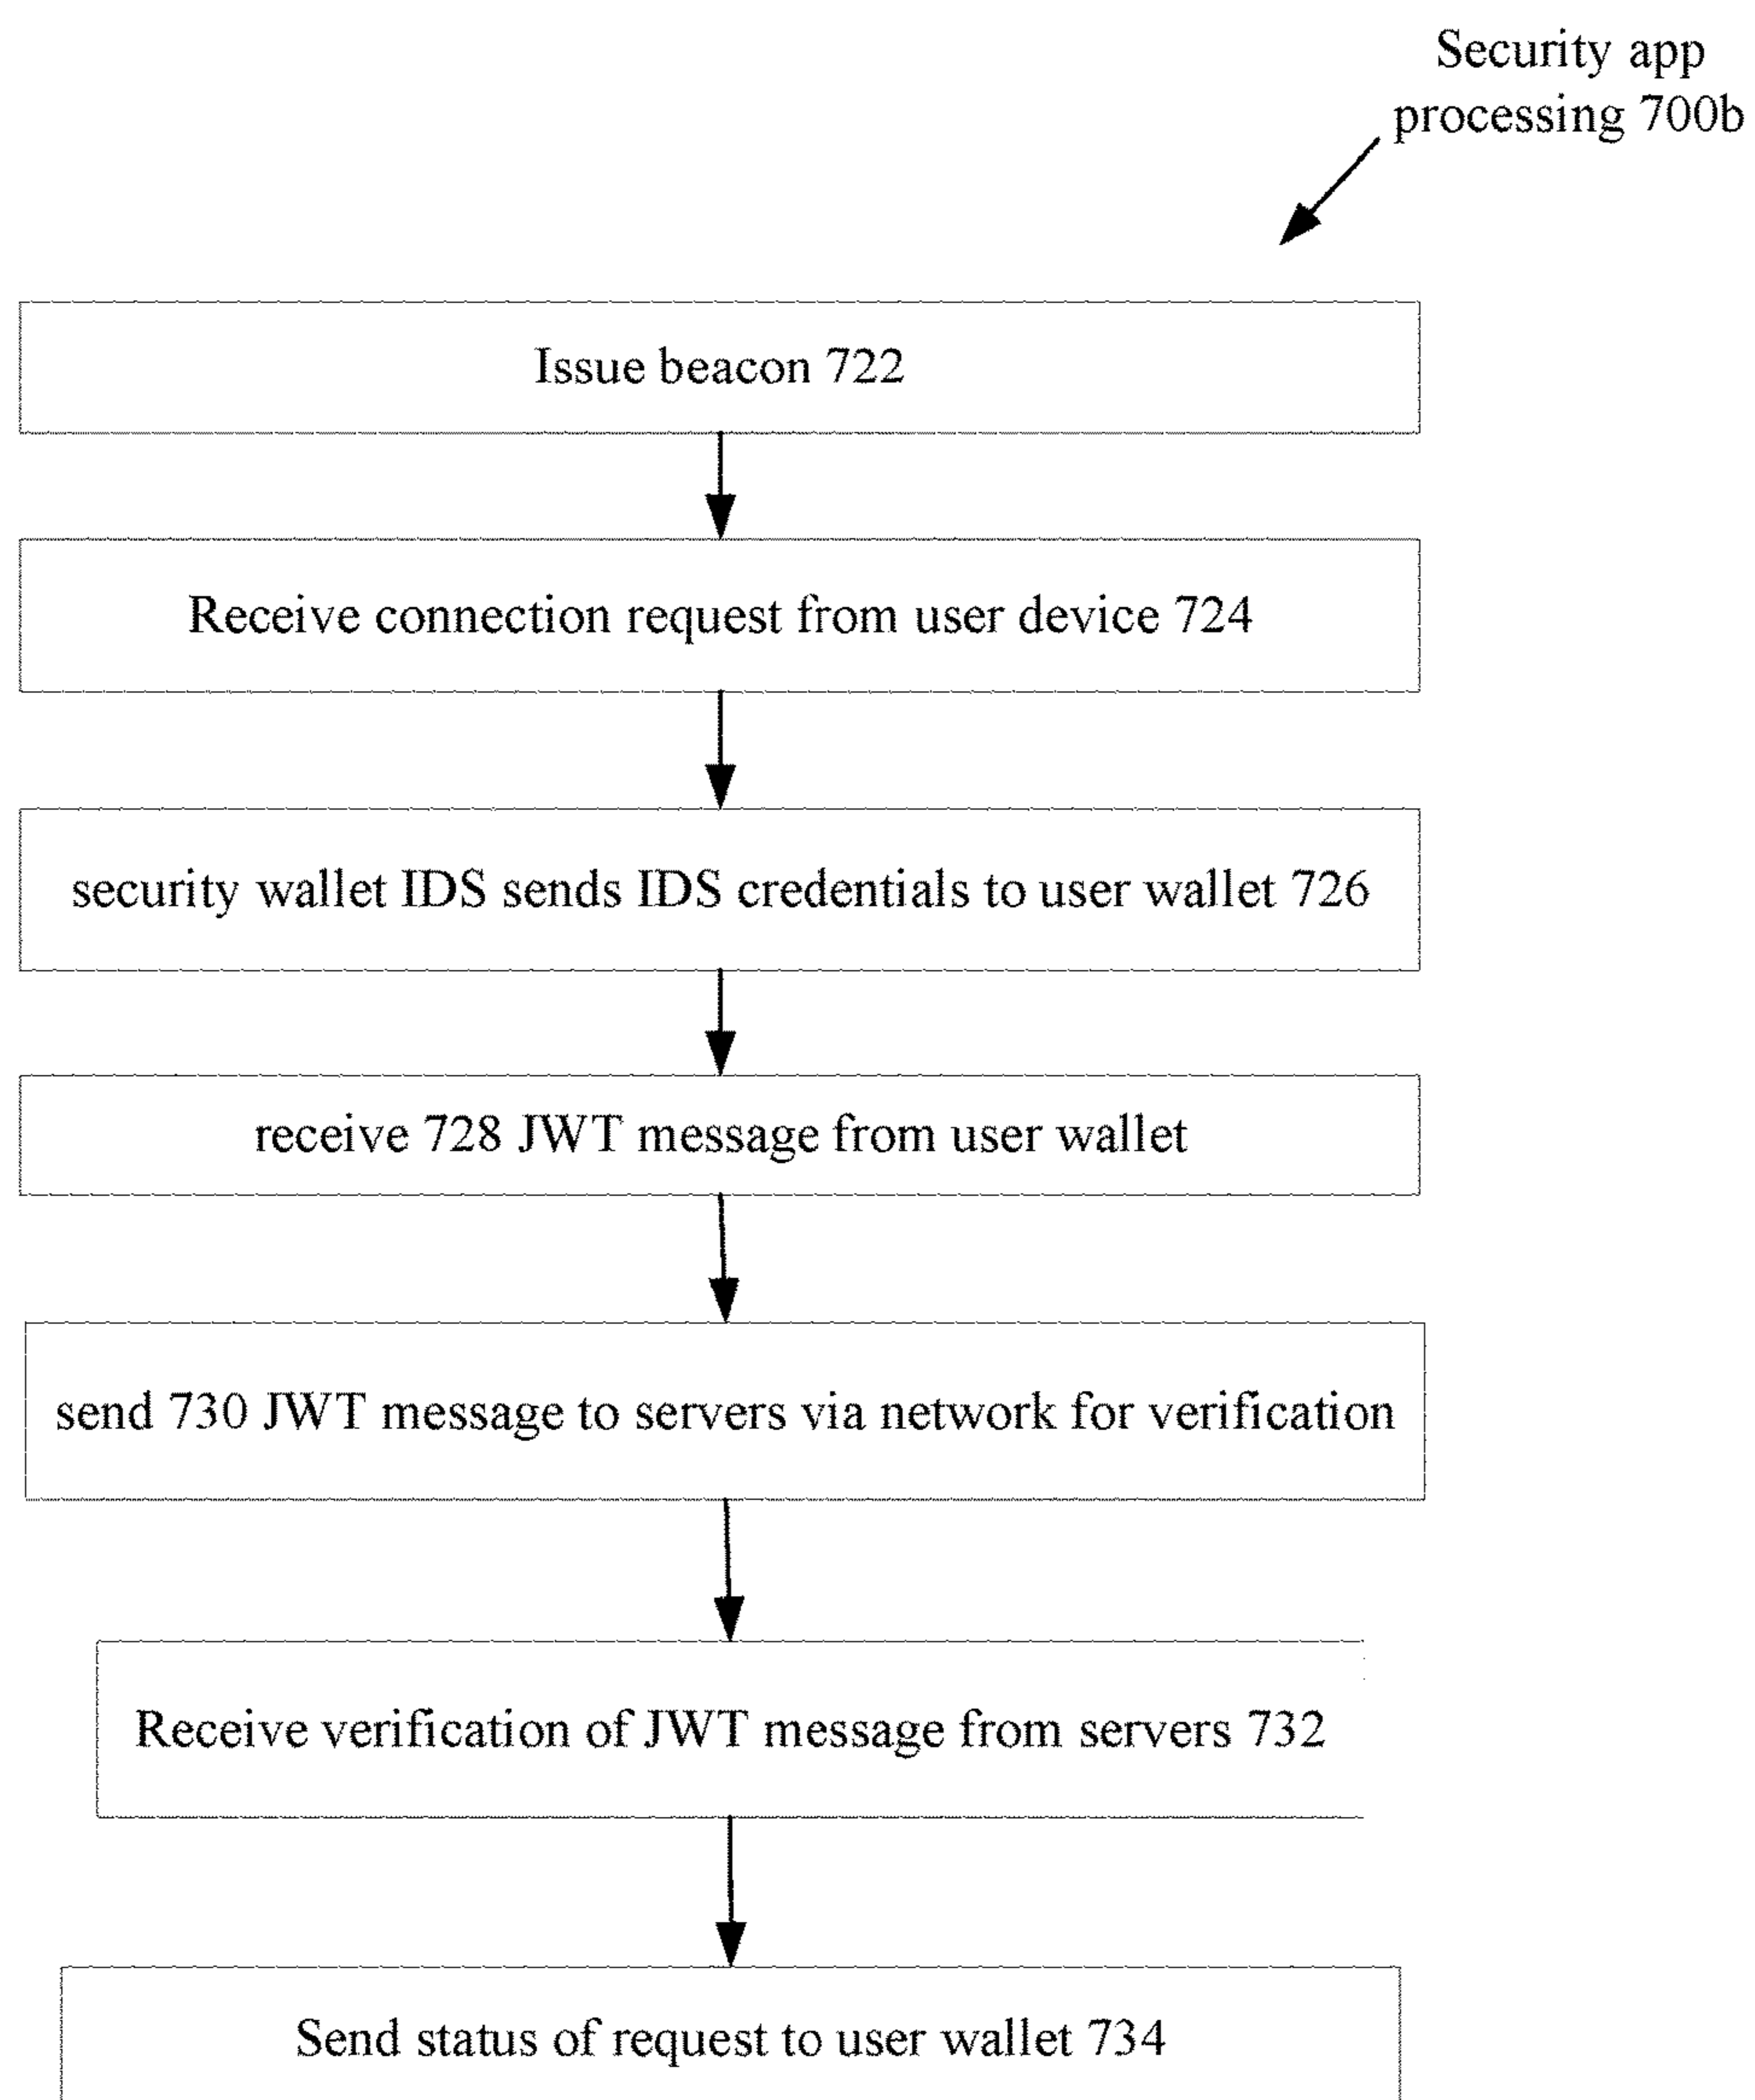 Security app
processing 700b
Issue beacon 722
Receive connection request from user device 724
security wallet IDS sends IDS credentials to user wallet 726
receive 728 JWT message from user wallet
send 730 JWT message to servers via network for verification
Receive verification of JWT message from servers 732
Send status of request to user wallet 734